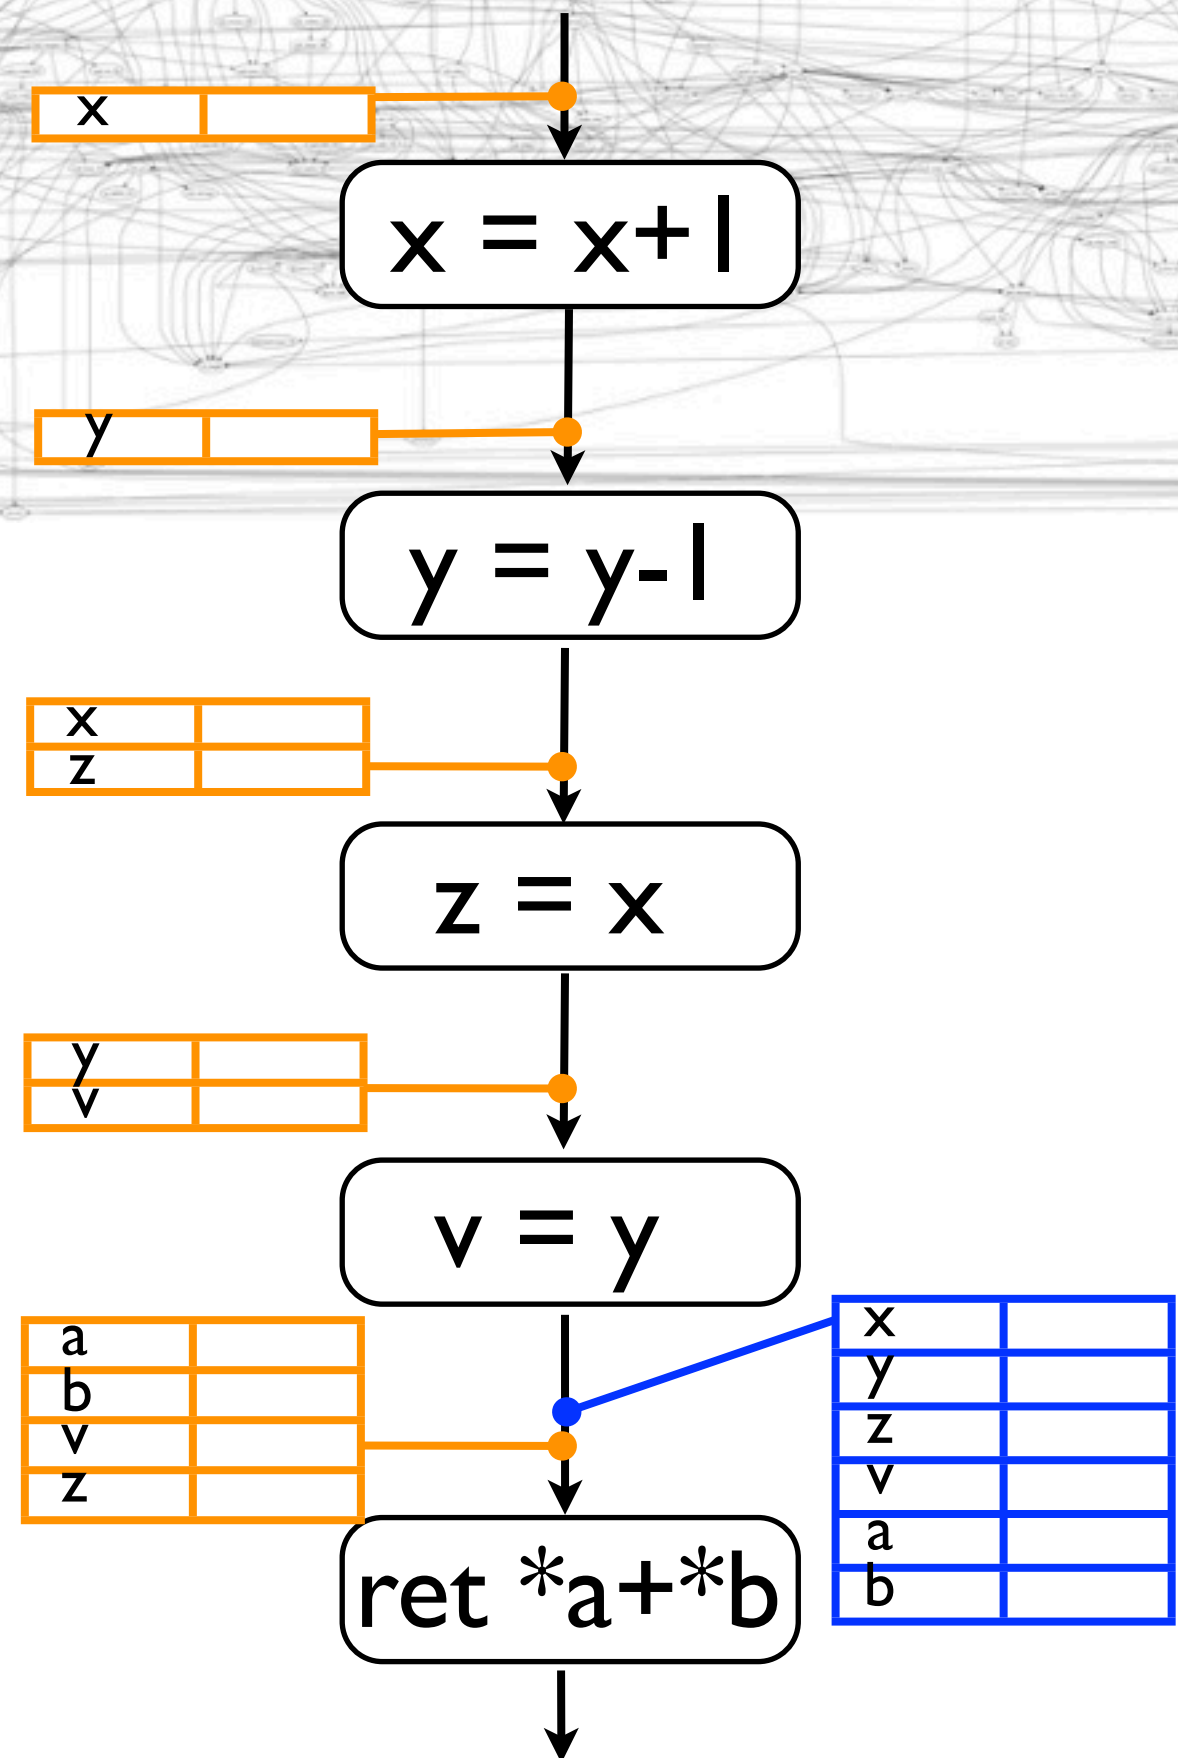 x
x = x+1
y
y = y-1
x
z
z = x
y
v
v = y
a
b
v
z
x
y
z
v
a
b
ret *a+*b